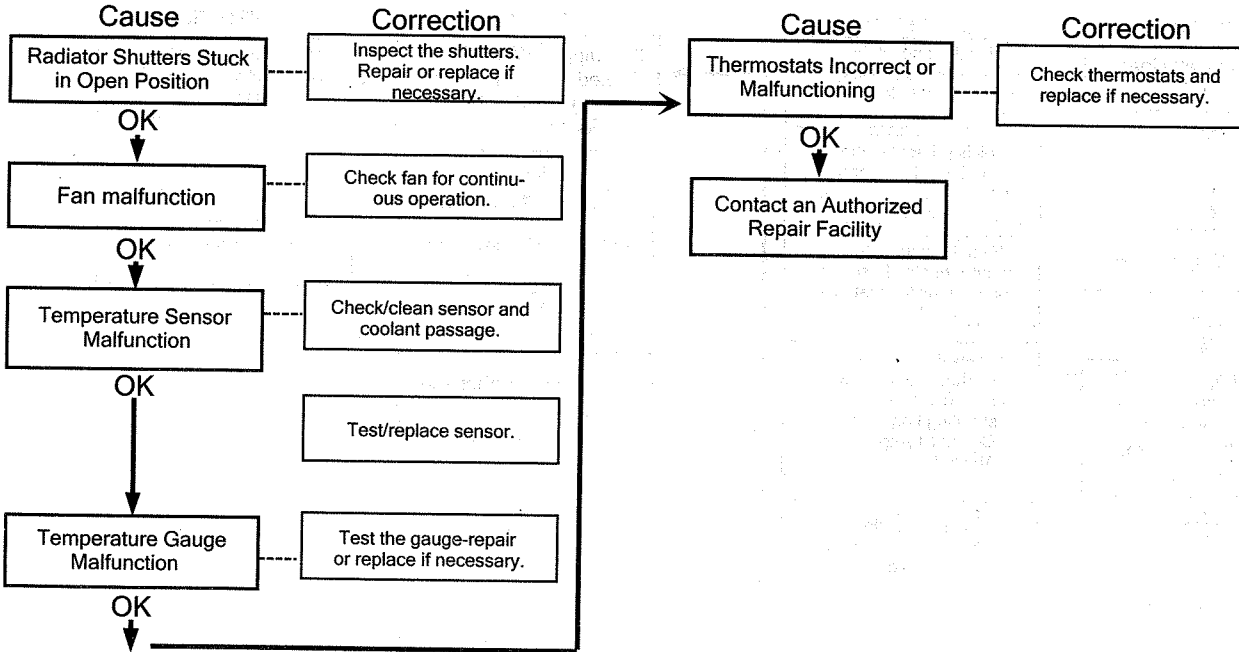 Cause
Correction
Radiator Shutters Stuck
in Open Position
Inspect the shutters.
Repair or replace if
necessary.
OK
Fan malfunction
Check fan for continu-
ous operation.
OK
Temperature Sensor
Malfunction
Check/clean sensor and
coolant passage.
OK
Test/replace sensor.
Temperature Gauge
Malfunction
Test the gauge-repair
or replace if necessary.
OK
Cause
Correction
Thermostats Incorrect or
Malfunctioning
Check thermostats and
replace if necessary.
OK
Contact an Authorized
Repair Facility